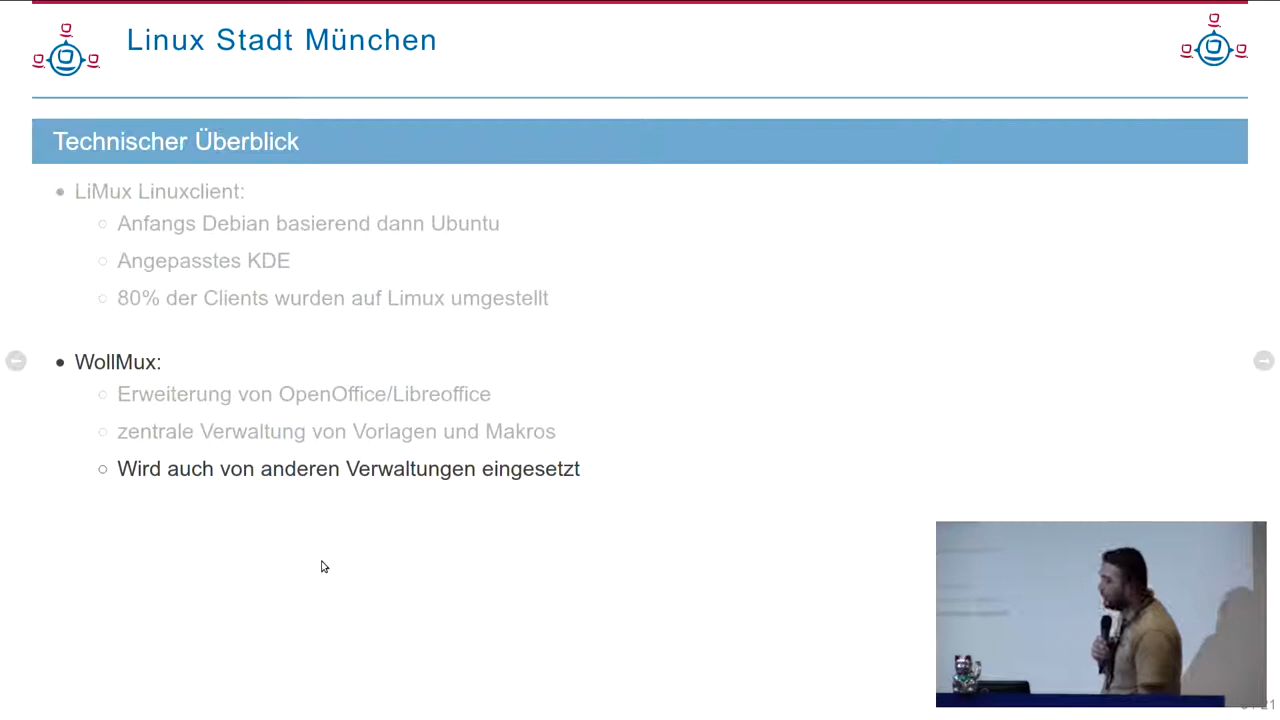 Linux Stadt München
Technischer Überblick
LiMux Linuxclient:
Anfangs Debian basierend dann Ubuntu
Angepasstes KDE
80% der Clients wurden auf Limux umgestellt
WollMux:
Erweiterung von OpenOffice/Libreoffice
zentrale Verwaltung von Vorlagen und Makros
Wird auch von anderen Verwaltungen eingesetzt